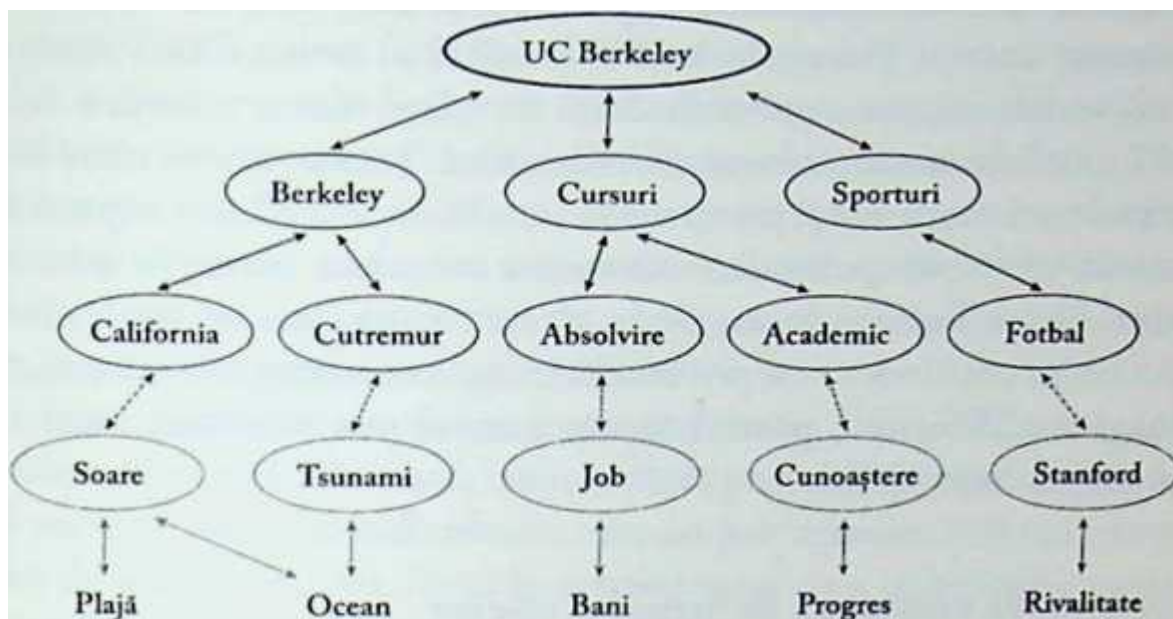 UC Berkeley
Berkeley Cursuri Sporturi
California Cutremur Absolvire Academic Fotbal
Soare Tsunami Job Cunoaștere Stanford
Plajă Ocean Bani Progres Rivalitate